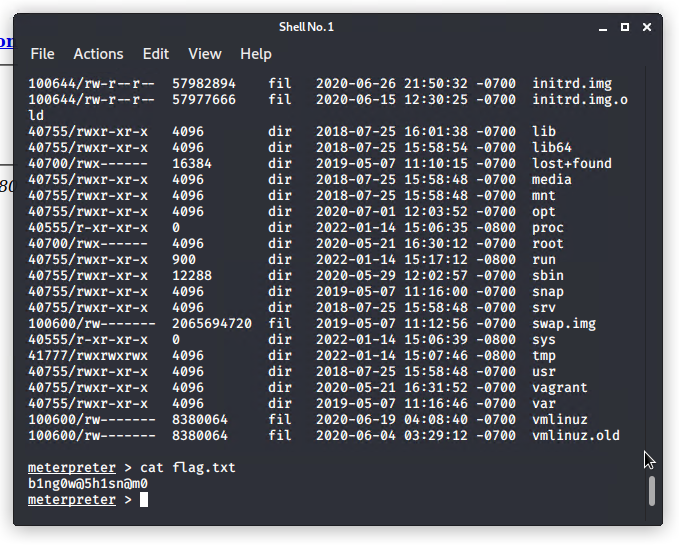 on
80
Shell No. 1
File Actions Edit View Help
100644/rw-r--r-- 57982894 fil 2020-06-26 21:50:32 -0700 initrd.img
100644/rw-r--r-- 57977666 fil 2020-06-15 12:30:25 -0700 initrd.img.o
ld
40755/rwxr-xr-x 4096 dir 2018-07-25 16:01:38 -0700 lib
40755/rwxr-xr-x 4096 dir 2018-07-25 15:58:54 -0700 lib64
40700/rwx------ 16384 dir 2019-05-07 11:10:15 -0700 lost+found
40755/rwxr-xr-x 4096 dir 2018-07-25 15:58:48 -0700 media
40755/rwxr-xr-x 4096 dir 2018-07-25 15:58:48 -0700 mnt
40755/rwxr-xr-x 4096 dir 2020-07-01 12:03:52 -0700 opt
40555/r-xr-xr-x 0 dir 2022-01-14 15:06:35 -0800 proc
40700/rwx------ 4096 dir 2020-05-21 16:30:12 -0700 root
40755/rwxr-xr-x 900 dir 2022-01-14 15:17:12 -0800 run
40755/rwxr-xr-x 12288 dir 2020-05-29 12:02:57 -0700 sbin
40755/rwxr-xr-x 4096 dir 2019-05-07 11:16:00 -0700 snap
40755/rwxr-xr-x 4096 dir 2018-07-25 15:58:48 -0700 srv
100600/rw------- 2065694720 fil 2019-05-07 11:12:56 -0700 swap.img
40555/r-xr-xr-x 0 dir 2022-01-14 15:06:39 -0800 sys
41777/rwxrwxrwx 4096 dir 2022-01-14 15:07:46 -0800 tmp
40755/rwxr-xr-x 4096 dir 2018-07-25 15:58:48 -0700 usr
40755/rwxr-xr-x 4096 dir 2020-05-21 16:31:52 -0700 vagrant
40755/rwxr-xr-x 4096 dir 2019-05-07 11:16:46 -0700 var
100600/rw------- 8380064 fil 2020-06-19 04:08:40 -0700 vmlinuz
100600/rw------- 8380064 fil 2020-06-04 03:29:12 -0700 vmlinuz.old
meterpreter > cat flag.txt
b1ng0w@5h1sn@m0
meterpreter >